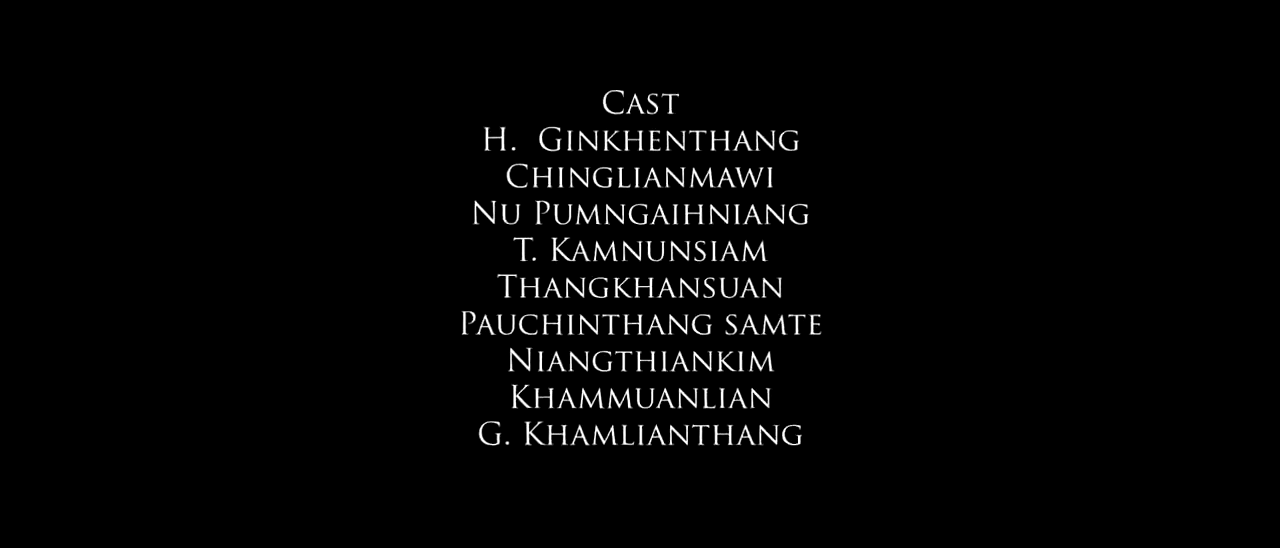 Cast
H. Ginkhenthang
Chinglianmawi
Nu Pumngaihniang
T. Kamnunsiam
Thangkhansuan
Pauchinthang samte
Niangthiankim
Khammuanlian
G. Khamlianthang